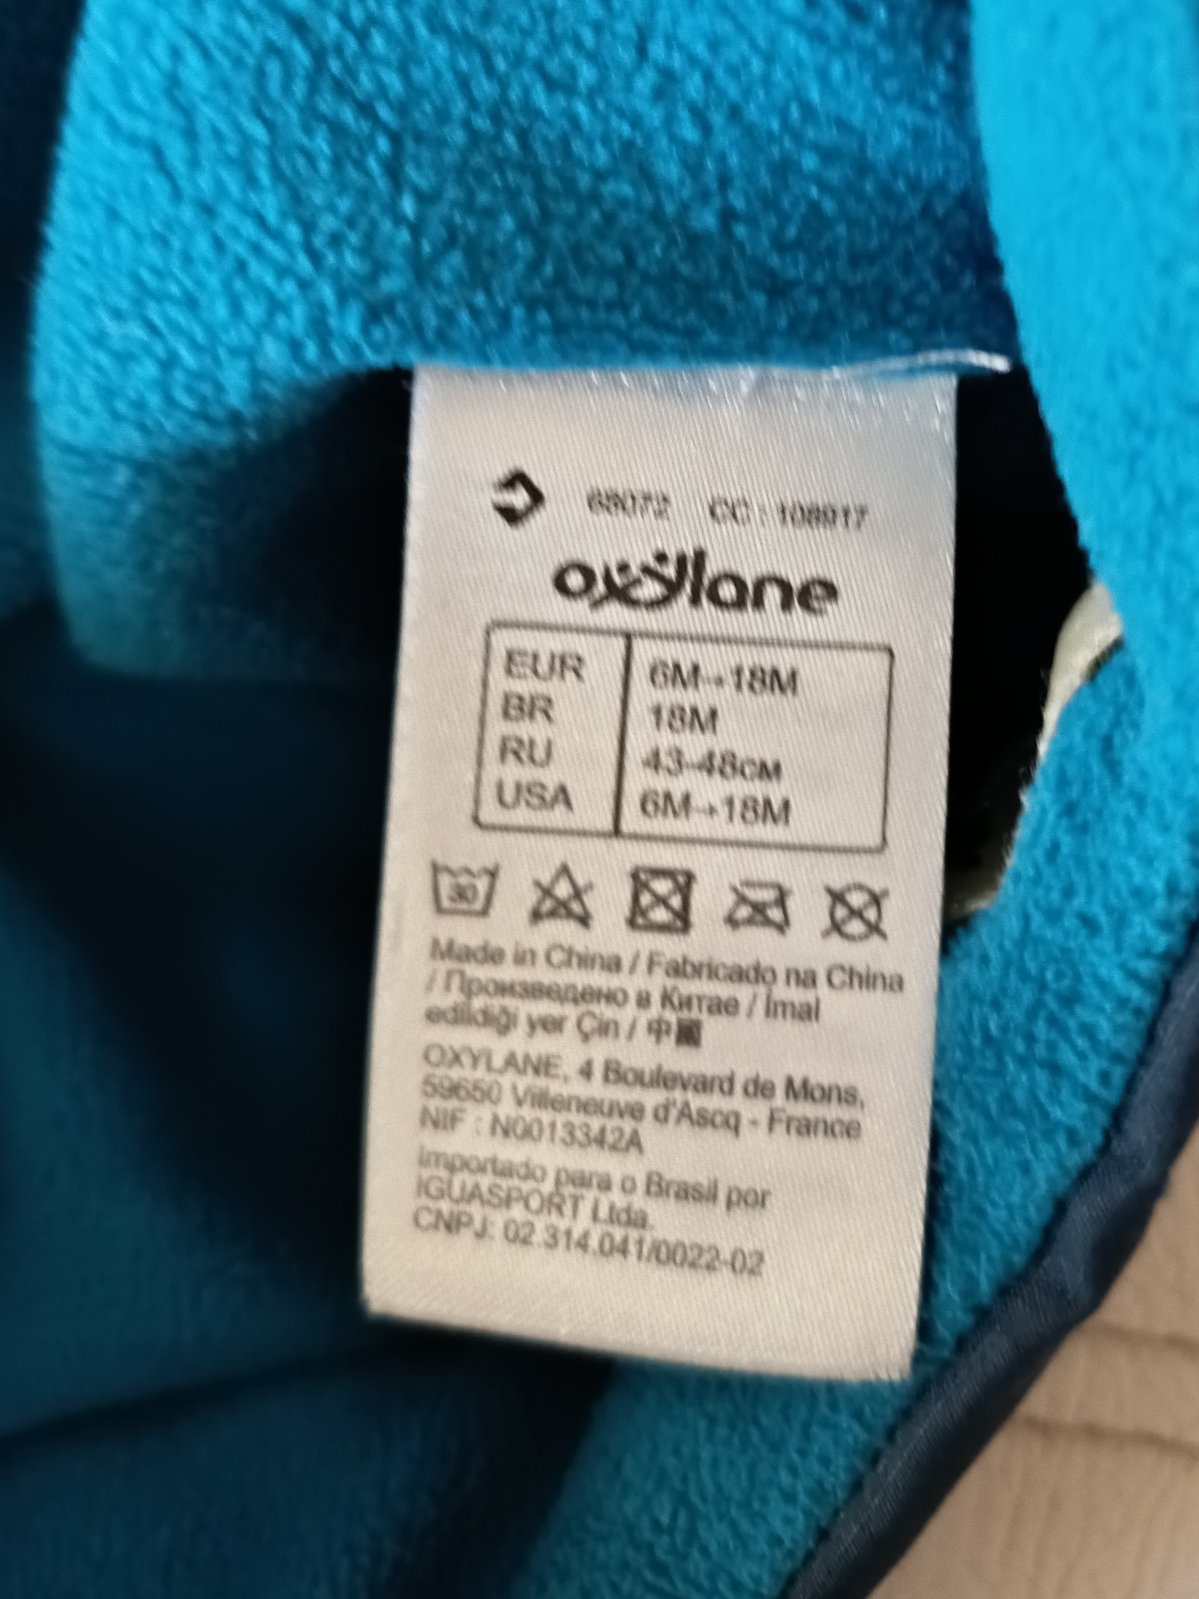 68072 CC : 108917
oxylane
EUR 6M→18M
BR 18M
RU 43-48см
USA 6M→18M
30
Made in China / Fabricado na China
/ Произведено в Китае / İmal
edildiği yer Çin / 中國
OXYLANE, 4 Boulevard de Mons,
59650 Villeneuve d'Ascq - France
NIF : N0013342A
Importado para o Brasil por
IGUASPORT Ltda.
CNPJ: 02.314.041/0022-02